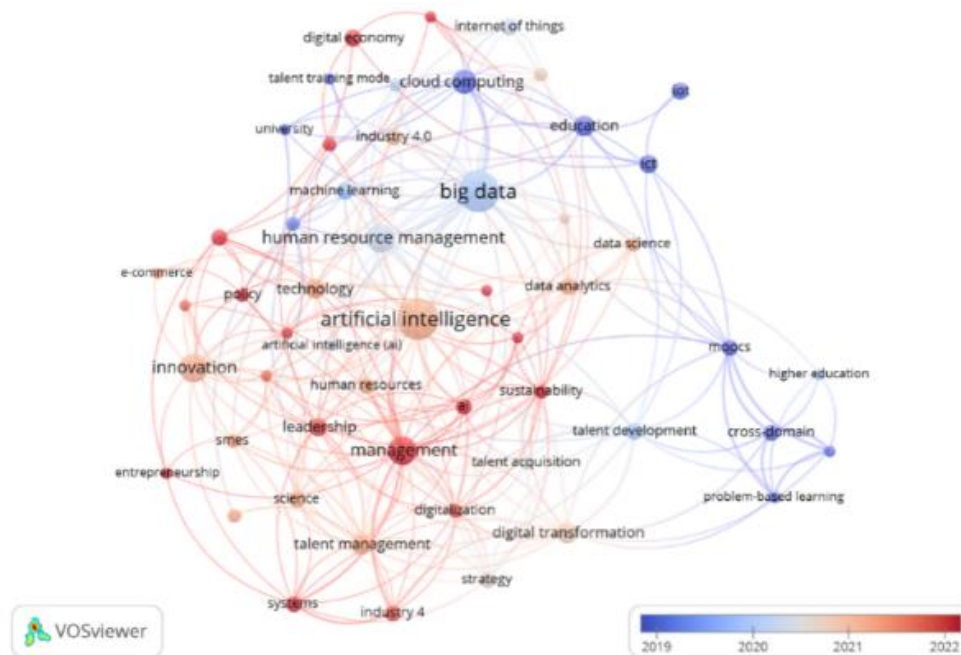 internet of things
digital economy
talent training mode
cloud computing
iot
university
education
industry 4.0
ict
machine learning
big data
human resource management
data science
e-commerce
policy
technology
data analytics
artificial intelligence
artificial intelligence (ai)
moocs
innovation
higher education
human resources
sustainability
ai
leadership
talent development
cross-domain
smes
management
talent acquisition
entrepreneurship
problem-based learning
science
digitalization
digital transformation
talent management
strategy
systems
industry 4
VOSviewer
2019 2020 2021 2022